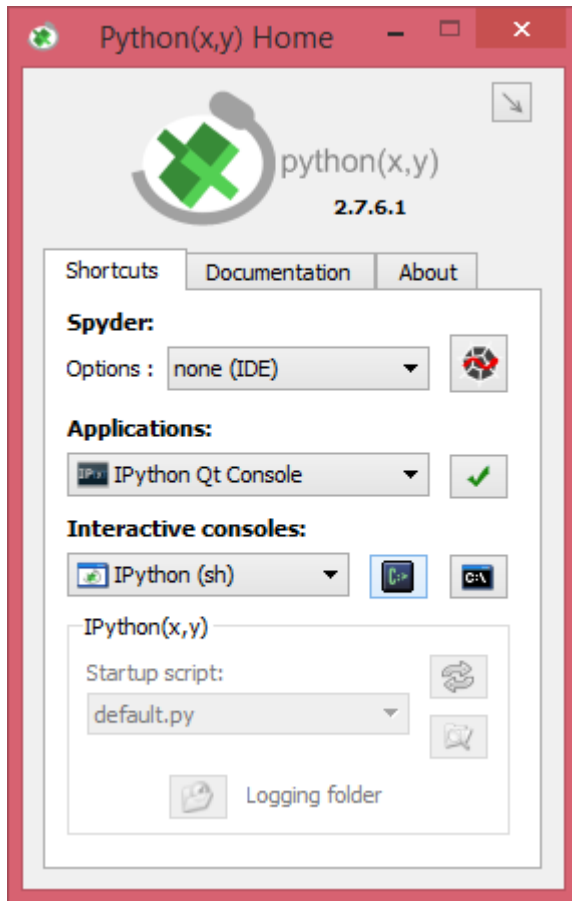 Python(x,y) Home
python(x,y)
2.7.6.1
Shortcuts Documentation About
Spyder:
Options : none (IDE)
Applications:
IPython Qt Console
Interactive consoles:
IPython (sh) C:> C:\
IPython(x,y)
Startup script:
default.py
Logging folder